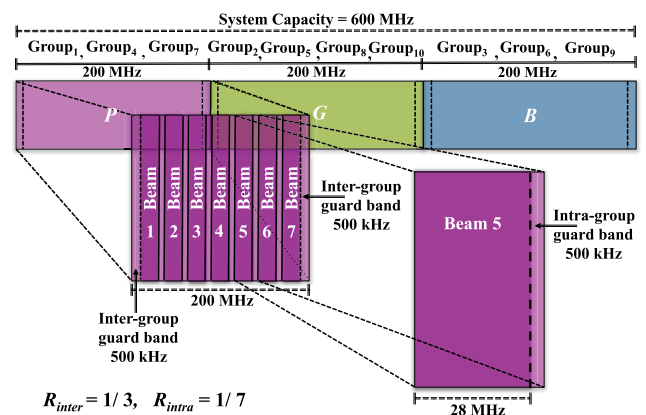 System Capacity = 600 MHz
Group1, Group4, Group7 Group2,Group5, Group8,Group10 Group3 , Group6, Group9
200 MHz 200 MHz 200 MHz
P G B
Beam 1
Beam 2
Beam 3
Beam 4
Beam 5
Beam 6
Beam 7
Inter-group
guard band
500 kHz
Beam 5
Intra-group
guard band
500 kHz
200 MHz
Inter-group
guard band
500 kHz
28 MHz
Rinter = 1/ 3, Rintra = 1/ 7